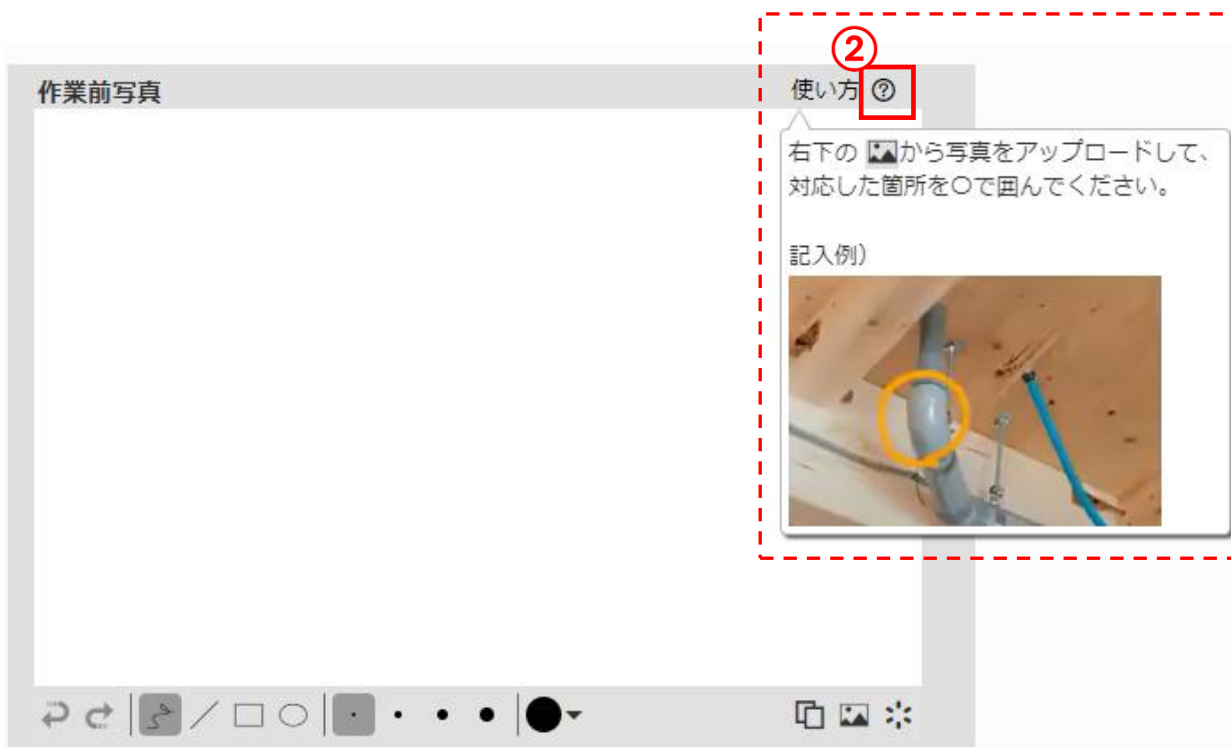 ②
作業前写真
使い方 ?
右下の から写真をアップロードして、
対応した箇所を〇で囲んでください。
記入例）